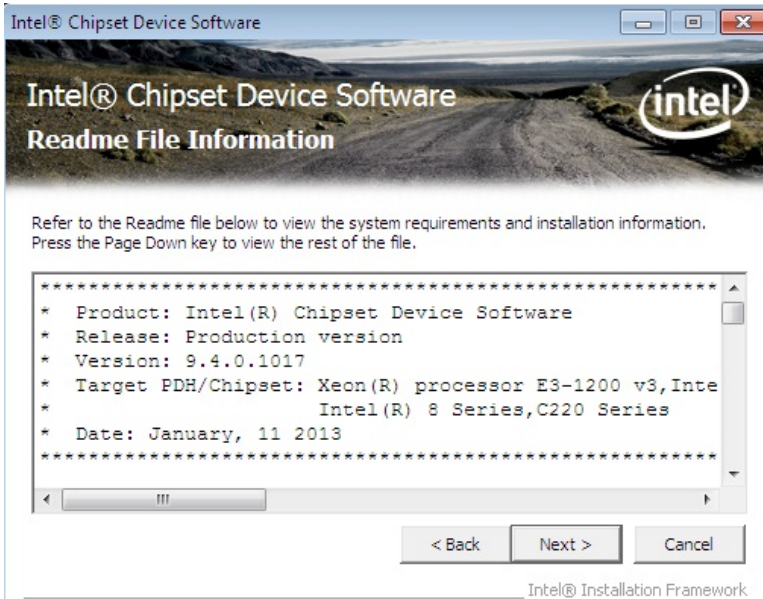 Intel® Chipset Device Software
Intel® Chipset Device Software
intel
Readme File Information
Refer to the Readme file below to view the system requirements and installation information.
Press the Page Down key to view the rest of the file.
********************************************************
* Product: Intel(R) Chipset Device Software
* Release: Production version
* Version: 9.4.0.1017
* Target PDH/Chipset: Xeon(R) processor E3-1200 v3,Inte
* Intel(R) 8 Series,C220 Series
* Date: January, 11 2013
********************************************************
< Back Next > Cancel
Intel® Installation Framework